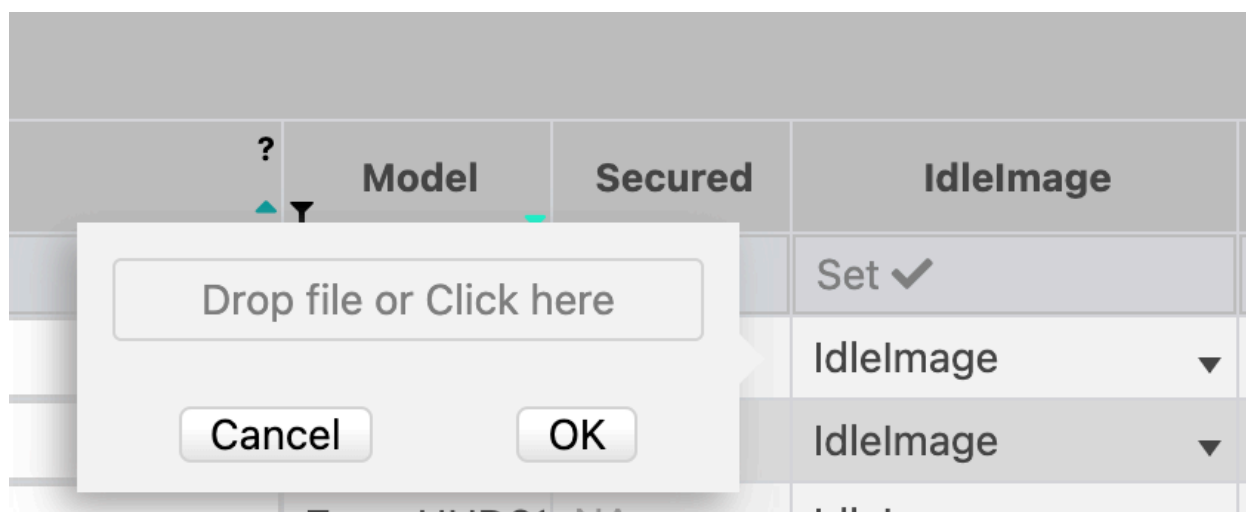 ?
Model
Secured
IdleImage
Set
Drop file or Click here
IdleImage
Cancel
OK
IdleImage